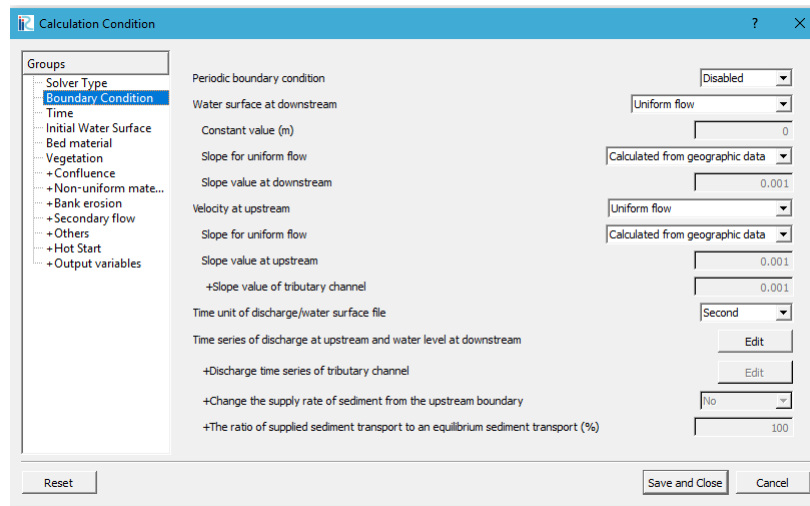 iRC Calculation Condition ? ×
Groups
Solver Type
Boundary Condition
Time
Initial Water Surface
Bed material
Vegetation
+Confluence
+Non-uniform mate...
+Bank erosion
+Secondary flow
+Others
+Hot Start
+Output variables
Periodic boundary condition Disabled
Water surface at downstream Uniform flow
Constant value (m) 0
Slope for uniform flow Calculated from geographic data
Slope value at downstream 0.001
Velocity at upstream Uniform flow
Slope for uniform flow Calculated from geographic data
Slope value at upstream 0.001
+Slope value of tributary channel 0.001
Time unit of discharge/water surface file Second
Time series of discharge at upstream and water level at downstream Edit
+Discharge time series of tributary channel Edit
+Change the supply rate of sediment from the upstream boundary No
+The ratio of supplied sediment transport to an equilibrium sediment transport (%) 100
Reset Save and Close Cancel